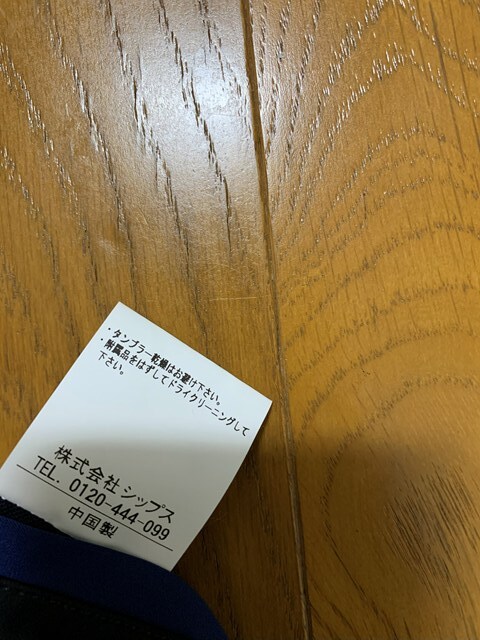 ・タンブラー乾燥はお避け下さい。
・附属品をはずしてドライクリーニングして
下さい。
株式会社シップス
TEL. 0120-444-099
中国製